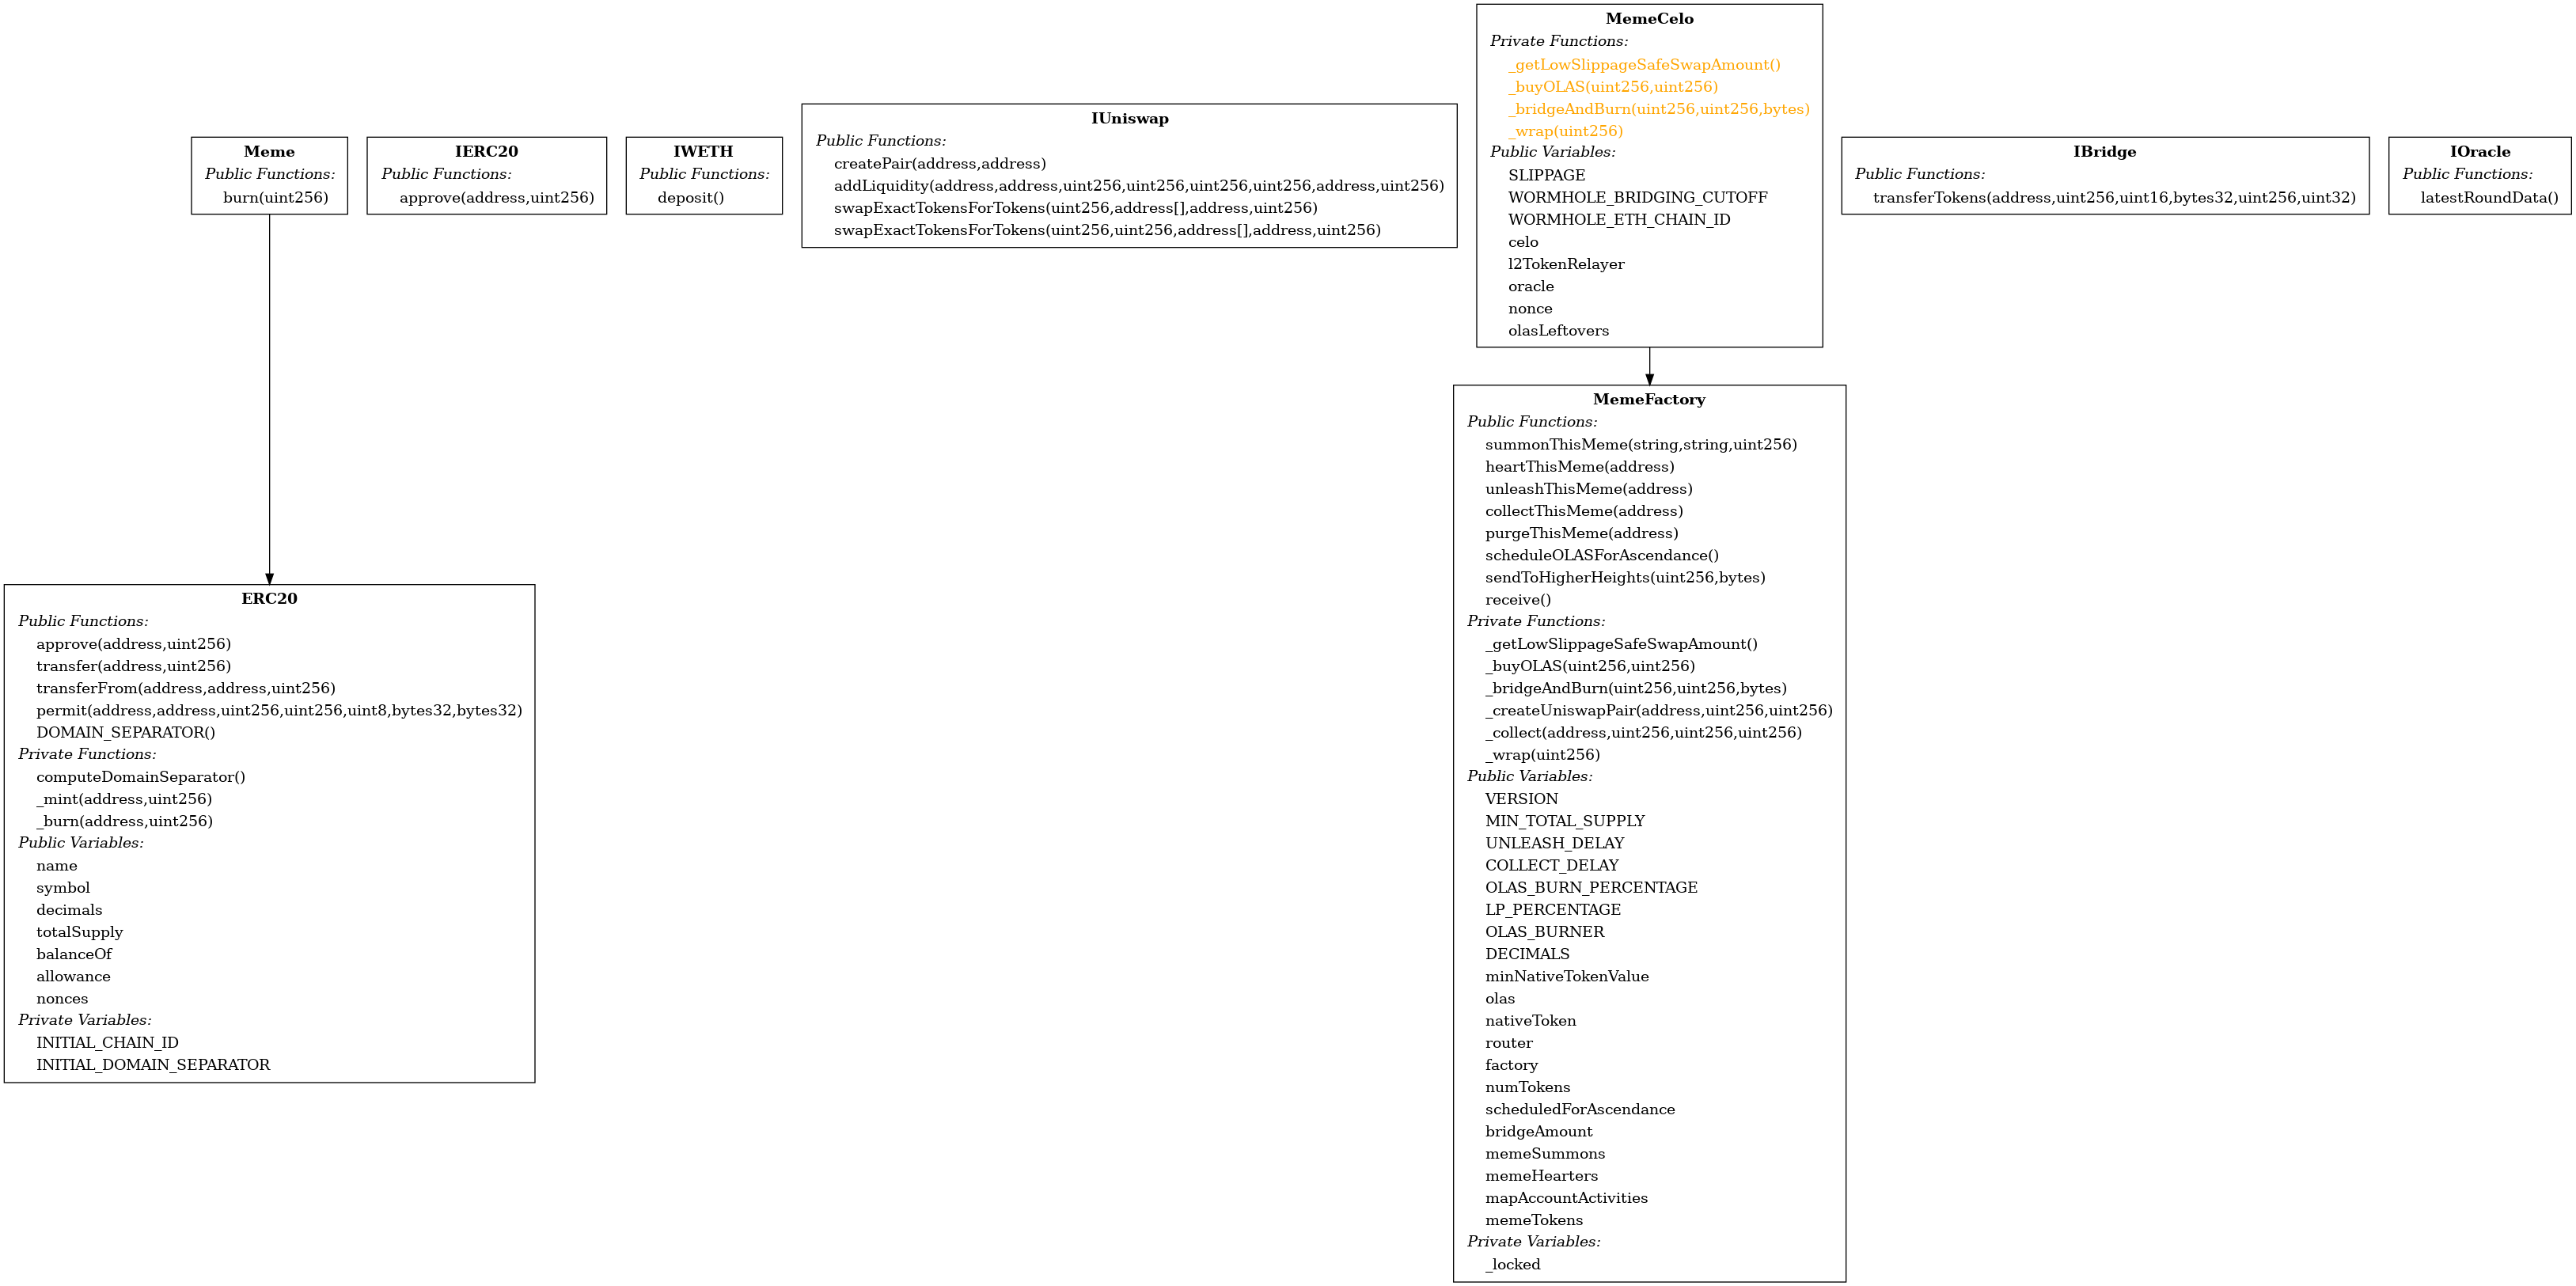 Meme
Public Functions:
burn(uint256)
IERC20
Public Functions:
approve(address,uint256)
IWETH
Public Functions:
deposit()
IUniswap
Public Functions:
createPair(address,address)
addLiquidity(address,address,uint256,uint256,uint256,uint256,address,uint256)
swapExactTokensForTokens(uint256,address[],address,uint256)
swapExactTokensForTokens(uint256,uint256,address[],address,uint256)
MemeCelo
Private Functions:
_getLowSlippageSafeSwapAmount()
_buyOLAS(uint256,uint256)
_bridgeAndBurn(uint256,uint256,bytes)
_wrap(uint256)
Public Variables:
SLIPPAGE
WORMHOLE_BRIDGING_CUTOFF
WORMHOLE_ETH_CHAIN_ID
celo
l2TokenRelayer
oracle
nonce
olasLeftovers
IBridge
Public Functions:
transferTokens(address,uint256,uint16,bytes32,uint256,uint32)
IOracle
Public Functions:
latestRoundData()
ERC20
Public Functions:
approve(address,uint256)
transfer(address,uint256)
transferFrom(address,address,uint256)
permit(address,address,uint256,uint256,uint8,bytes32,bytes32)
DOMAIN_SEPARATOR()
Private Functions:
computeDomainSeparator()
_mint(address,uint256)
_burn(address,uint256)
Public Variables:
name
symbol
decimals
totalSupply
balanceOf
allowance
nonces
Private Variables:
INITIAL_CHAIN_ID
INITIAL_DOMAIN_SEPARATOR
MemeFactory
Public Functions:
summonThisMeme(string,string,uint256)
heartThisMeme(address)
unleashThisMeme(address)
collectThisMeme(address)
purgeThisMeme(address)
scheduleOLASForAscendance()
sendToHigherHeights(uint256,bytes)
receive()
Private Functions:
_getLowSlippageSafeSwapAmount()
_buyOLAS(uint256,uint256)
_bridgeAndBurn(uint256,uint256,bytes)
_createUniswapPair(address,uint256,uint256)
_collect(address,uint256,uint256,uint256)
_wrap(uint256)
Public Variables:
VERSION
MIN_TOTAL_SUPPLY
UNLEASH_DELAY
COLLECT_DELAY
OLAS_BURN_PERCENTAGE
LP_PERCENTAGE
OLAS_BURNER
DECIMALS
minNativeTokenValue
olas
nativeToken
router
factory
numTokens
scheduledForAscendance
bridgeAmount
memeSummons
memeHearters
mapAccountActivities
memeTokens
Private Variables:
_locked